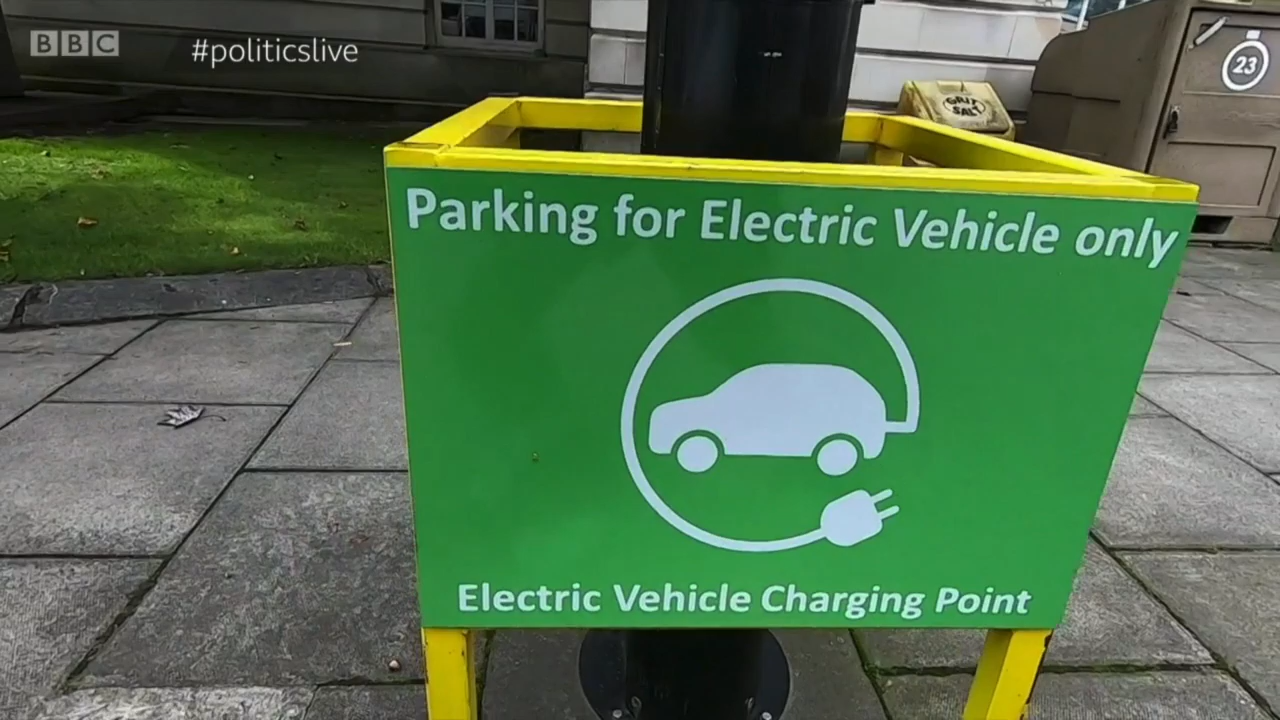 BBC
#politicslive
23
GRIT
SALT
Parking for Electric Vehicle only
Electric Vehicle Charging Point